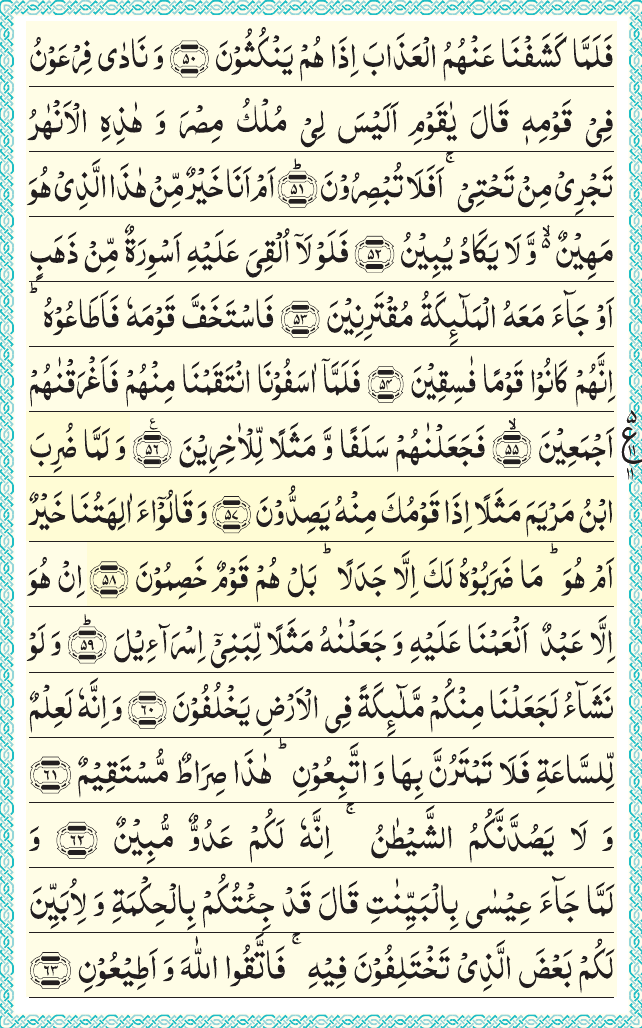 فَلَمَّا كَشَفْنَا عَنْهُمُ الْعَذَابَ اِذَا هُمْ يَنْكُثُوْنَ ﴿۵۰﴾ وَ نَادٰى فِرْعَوْنُ
فِیْ قَوْمِهٖ قَالَ يٰقَوْمِ اَلَيْسَ لِیْ مُلْكُ مِصْرَ وَ هٰذِهِ الْاَنْهٰرُ
تَجْرِیْ مِنْ تَحْتِیْ ۚ اَفَلَا تُبْصِرُوْنَ ﴿ؕ۵۱﴾ اَمْ اَنَا خَيْرٌ مِّنْ هٰذَا الَّذِیْ هُوَ
مَهِيْنٌ ۬ۙ وَّ لَا يَكَادُ يُبِيْنُ ﴿۵۲﴾ فَلَوْ لَاۤ اُلْقِیَ عَلَيْهِ اَسْوِرَةٌ مِّنْ ذَهَبٍ
اَوْ جَآءَ مَعَهُ الْمَلٰٓئِكَةُ مُقْتَرِنِيْنَ ﴿۵۳﴾ فَاسْتَخَفَّ قَوْمَهٗ فَاَطَاعُوْهُ ؕ
اِنَّهُمْ كَانُوْا قَوْمًا فٰسِقِيْنَ ﴿۵۴﴾ فَلَمَّاۤ اٰسَفُوْنَا انْتَقَمْنَا مِنْهُمْ فَاَغْرَقْنٰهُمْ
اَجْمَعِيْنَ ﴿ۙ۵۵﴾ فَجَعَلْنٰهُمْ سَلَفًا وَّ مَثَلًا لِّلْاٰخِرِيْنَ ﴿۵۶﴾ ع وَ لَمَّا ضُرِبَ
۵ ع ۱۱ ۱۱
ابْنُ مَرْيَمَ مَثَلًا اِذَا قَوْمُكَ مِنْهُ يَصِدُّوْنَ ﴿۵۷﴾ وَ قَالُوْٓا ءَاٰلِهَتُنَا خَيْرٌ
اَمْ هُوَ ؕ مَا ضَرَبُوْهُ لَكَ اِلَّا جَدَلًا ؕ بَلْ هُمْ قَوْمٌ خَصِمُوْنَ ﴿۵۸﴾ اِنْ هُوَ
اِلَّا عَبْدٌ اَنْعَمْنَا عَلَيْهِ وَ جَعَلْنٰهُ مَثَلًا لِّبَنِیْۤ اِسْرَآءِيْلَ ﴿ؕ۵۹﴾ وَ لَوْ
نَشَآءُ لَجَعَلْنَا مِنْكُمْ مَّلٰٓئِكَةً فِی الْاَرْضِ يَخْلُفُوْنَ ﴿۶۰﴾ وَ اِنَّهٗ لَعِلْمٌ
لِّلسَّاعَةِ فَلَا تَمْتَرُنَّ بِهَا وَ اتَّبِعُوْنِ ؕ هٰذَا صِرَاطٌ مُّسْتَقِيْمٌ ﴿۶۱﴾
وَ لَا يَصُدَّنَّكُمُ الشَّيْطٰنُ ۚ اِنَّهٗ لَكُمْ عَدُوٌّ مُّبِيْنٌ ﴿۶۲﴾ وَ
لَمَّا جَآءَ عِيْسٰى بِالْبَيِّنٰتِ قَالَ قَدْ جِئْتُكُمْ بِالْحِكْمَةِ وَ لِاُبَيِّنَ
لَكُمْ بَعْضَ الَّذِیْ تَخْتَلِفُوْنَ فِيْهِ ۚ فَاتَّقُوا اللّٰهَ وَ اَطِيْعُوْنِ ﴿۶۳﴾